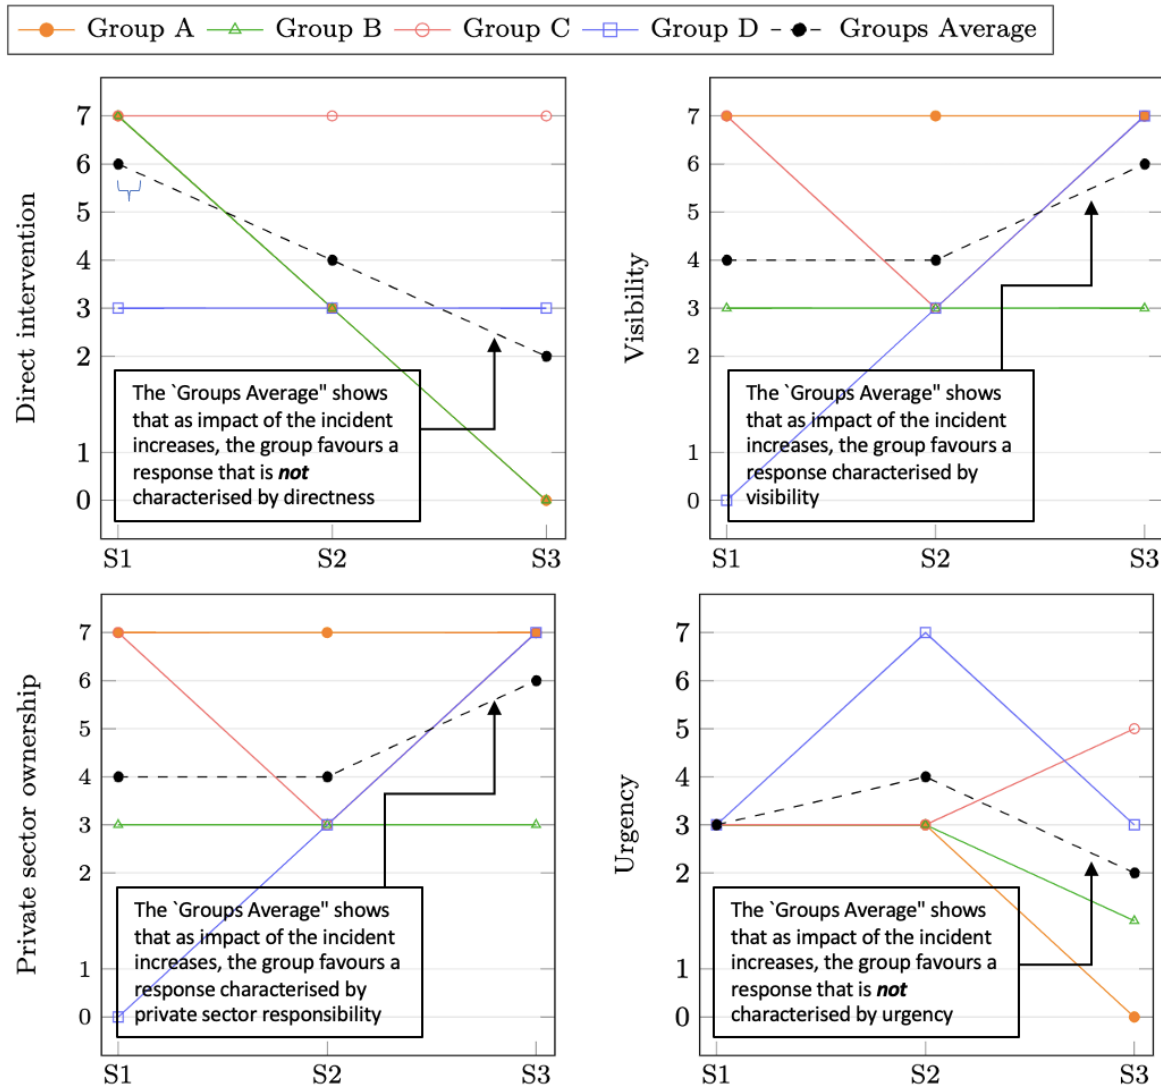 Group A Group B Group C Group D Groups Average
Direct intervention
7
6
5
4
3
2
1
0
S1 S2 S3
The `Groups Average" shows
that as impact of the incident
increases, the group favours a
response that is not
characterised by directness
Visibility
7
6
5
4
3
2
1
0
S1 S2 S3
The `Groups Average" shows
that as impact of the incident
increases, the group favours a
response characterised by
visibility
Private sector ownership
7
6
5
4
3
2
1
0
S1 S2 S3
The `Groups Average" shows
that as impact of the incident
increases, the group favours a
response characterised by
private sector responsibility
Urgency
7
6
5
4
3
2
1
0
S1 S2 S3
The `Groups Average" shows
that as impact of the incident
increases, the group favours a
response that is not
characterised by urgency